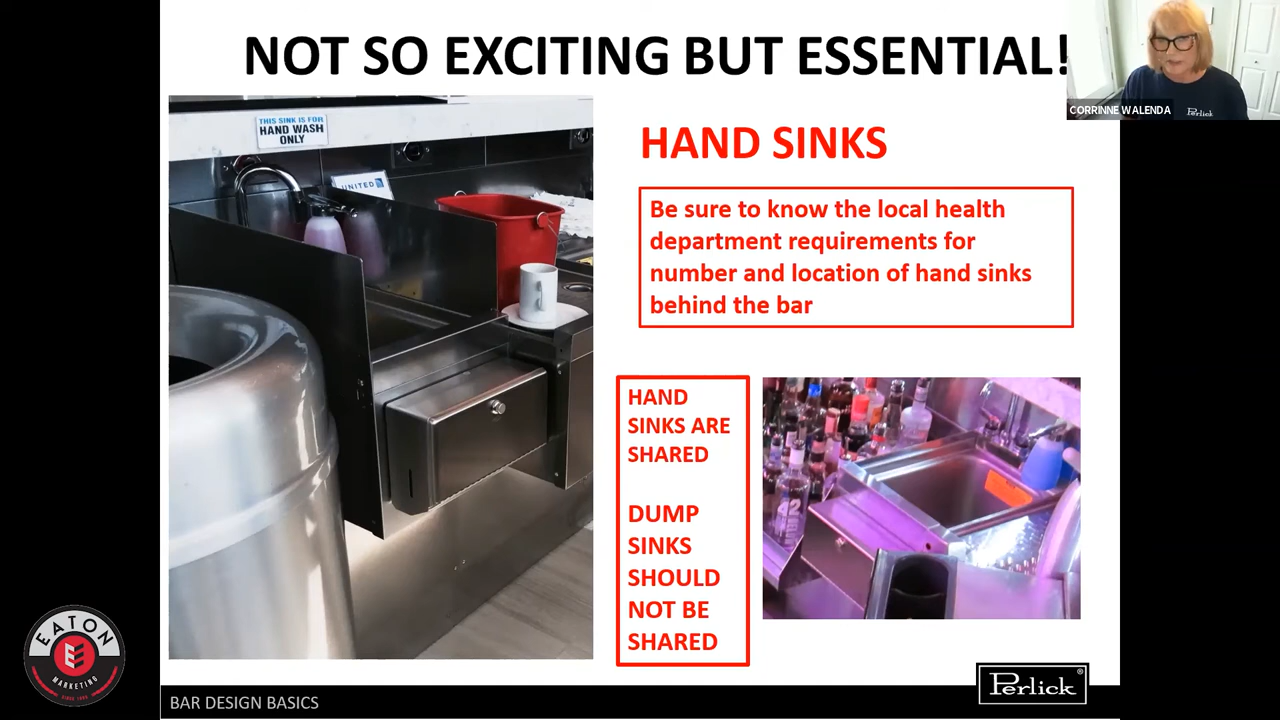 NOT SO EXCITING BUT ESSENTIAL!
CORRINNE WALENDA
Perlick
THIS SINK IS FOR
HAND WASH
ONLY
UNITED
HAND SINKS
Be sure to know the local health
department requirements for
number and location of hand sinks
behind the bar
HAND
SINKS ARE
SHARED
DUMP
SINKS
SHOULD
NOT BE
SHARED
EATON
MARKETING
Perlick®
BAR DESIGN BASICS